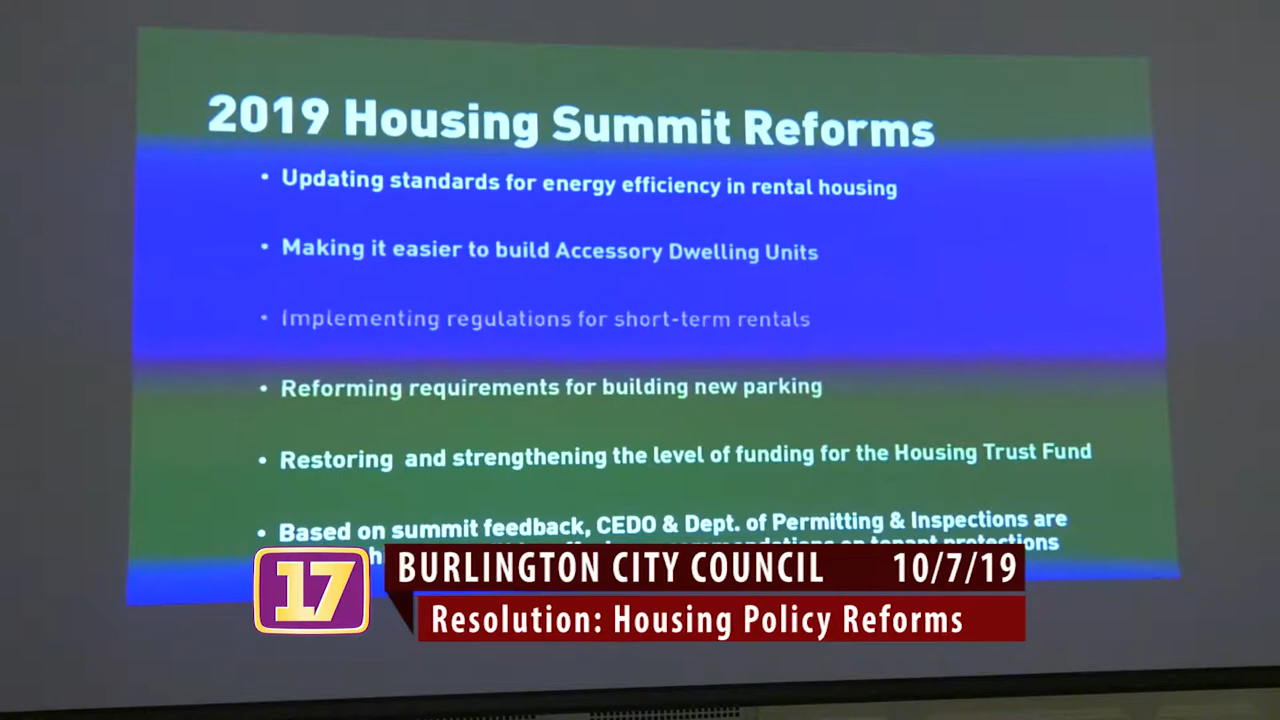 2019 Housing Summit Reforms
• Updating standards for energy efficiency in rental housing
• Making it easier to build Accessory Dwelling Units
• Implementing regulations for short-term rentals
• Reforming requirements for building new parking
• Restoring and strengthening the level of funding for the Housing Trust Fund
• Based on summit feedback, CEDO & Dept. of Permitting & Inspections are
recommendations on tenant protections
17
BURLINGTON CITY COUNCIL 10/7/19
Resolution: Housing Policy Reforms